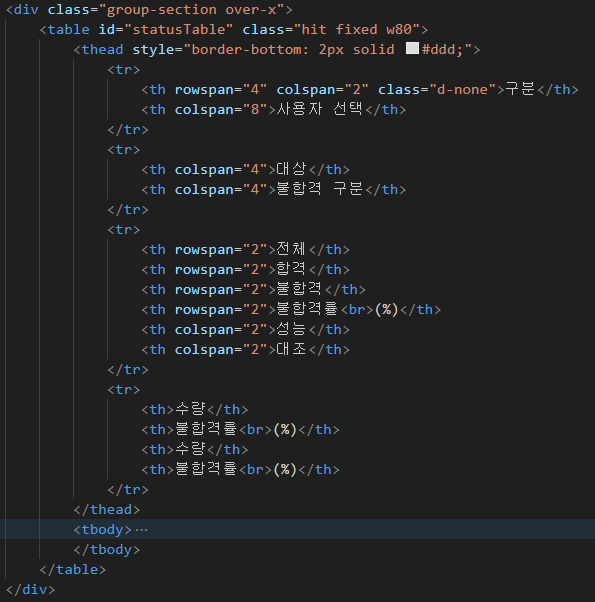 <div class="group-section over-x">
<table id="statusTable" class="hit fixed w80">
<thead style="border-bottom: 2px solid #ddd;">
<tr>
<th rowspan="4" colspan="2" class="d-none">구분</th>
<th colspan="8">사용자 선택</th>
</tr>
<tr>
<th colspan="4">대상</th>
<th colspan="4">불합격 구분</th>
</tr>
<tr>
<th rowspan="2">전체</th>
<th rowspan="2">합격</th>
<th rowspan="2">불합격</th>
<th rowspan="2">불합격률<br>(%)</th>
<th colspan="2">성능</th>
<th colspan="2">대조</th>
</tr>
<tr>
<th>수량</th>
<th>불합격률<br>(%)</th>
<th>수량</th>
<th>불합격률<br>(%)</th>
</tr>
</thead>
<tbody>⋯
</tbody>
</table>
</div>